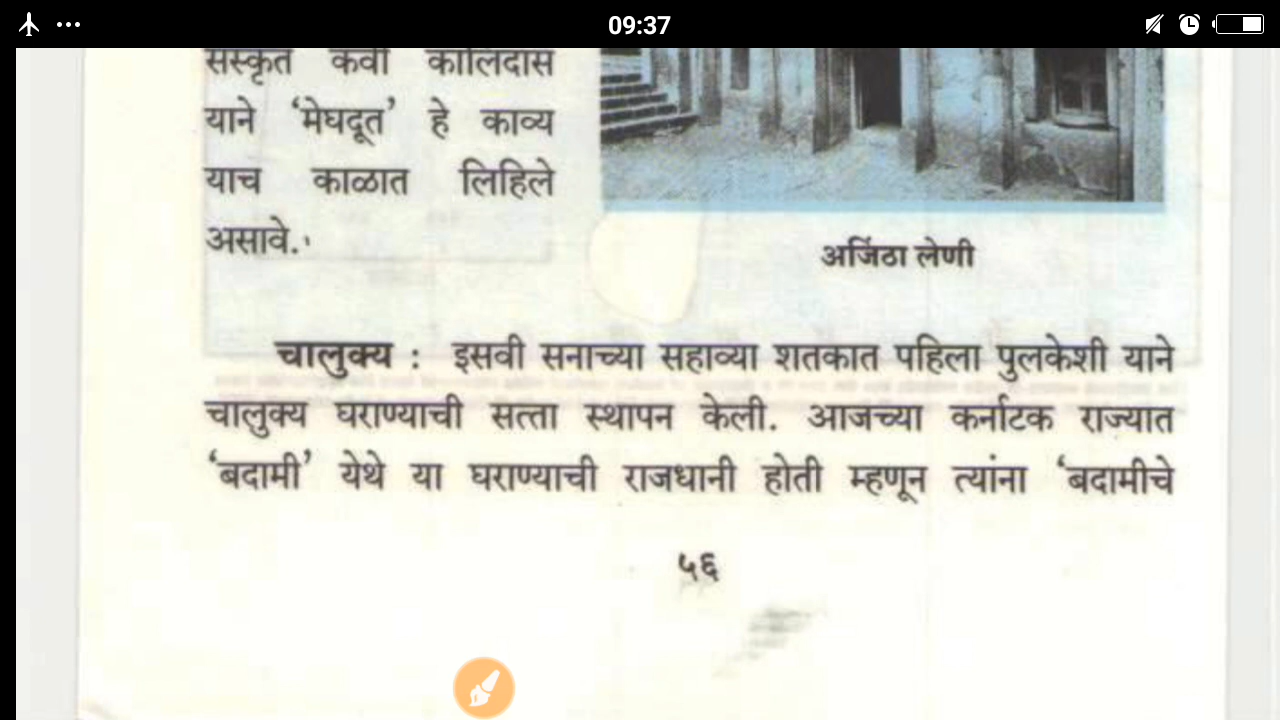 09:37
संस्कृत कवी कालिदास
याने ‘मेघदूत’ हे काव्य
याच काळात लिहिले
असावे.
अजिंठा लेणी
चालुक्य : इसवी सनाच्या सहाव्या शतकात पहिला पुलकेशी याने
चालुक्य घराण्याची सत्ता स्थापन केली. आजच्या कर्नाटक राज्यात
‘बदामी’ येथे या घराण्याची राजधानी होती म्हणून त्यांना ‘बदामीचे
५६